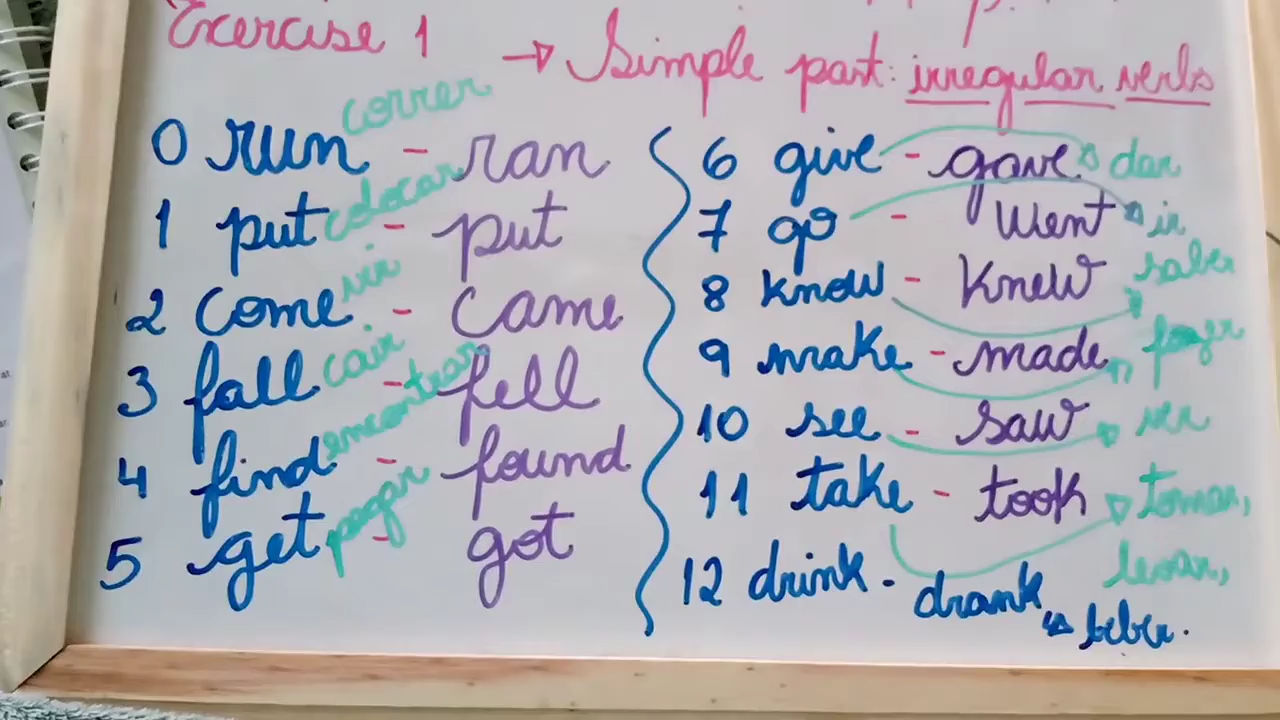 Exercise 1
→ Simple past: irregular verbs
0 run correr - ran
1 put colocar - put
2 come vir - came
3 fall cair - fell
4 find encontrar - found
5 get pegar - got
6 give - gave dar
7 go - went ir
8 know - knew saber
9 make - made fazer
10 see - saw ver
11 take - took tomar,
levar,
12 drink - drank beber.